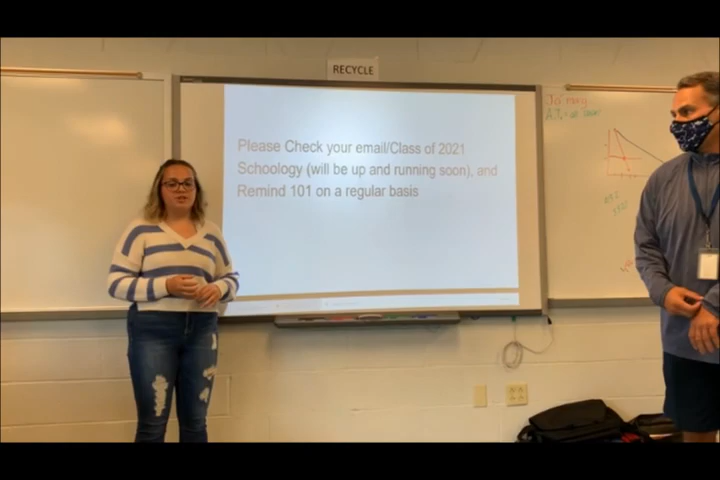 RECYCLE
Please Check your email/Class of 2021
Schoology (will be up and running soon), and
Remind 101 on a regular basis